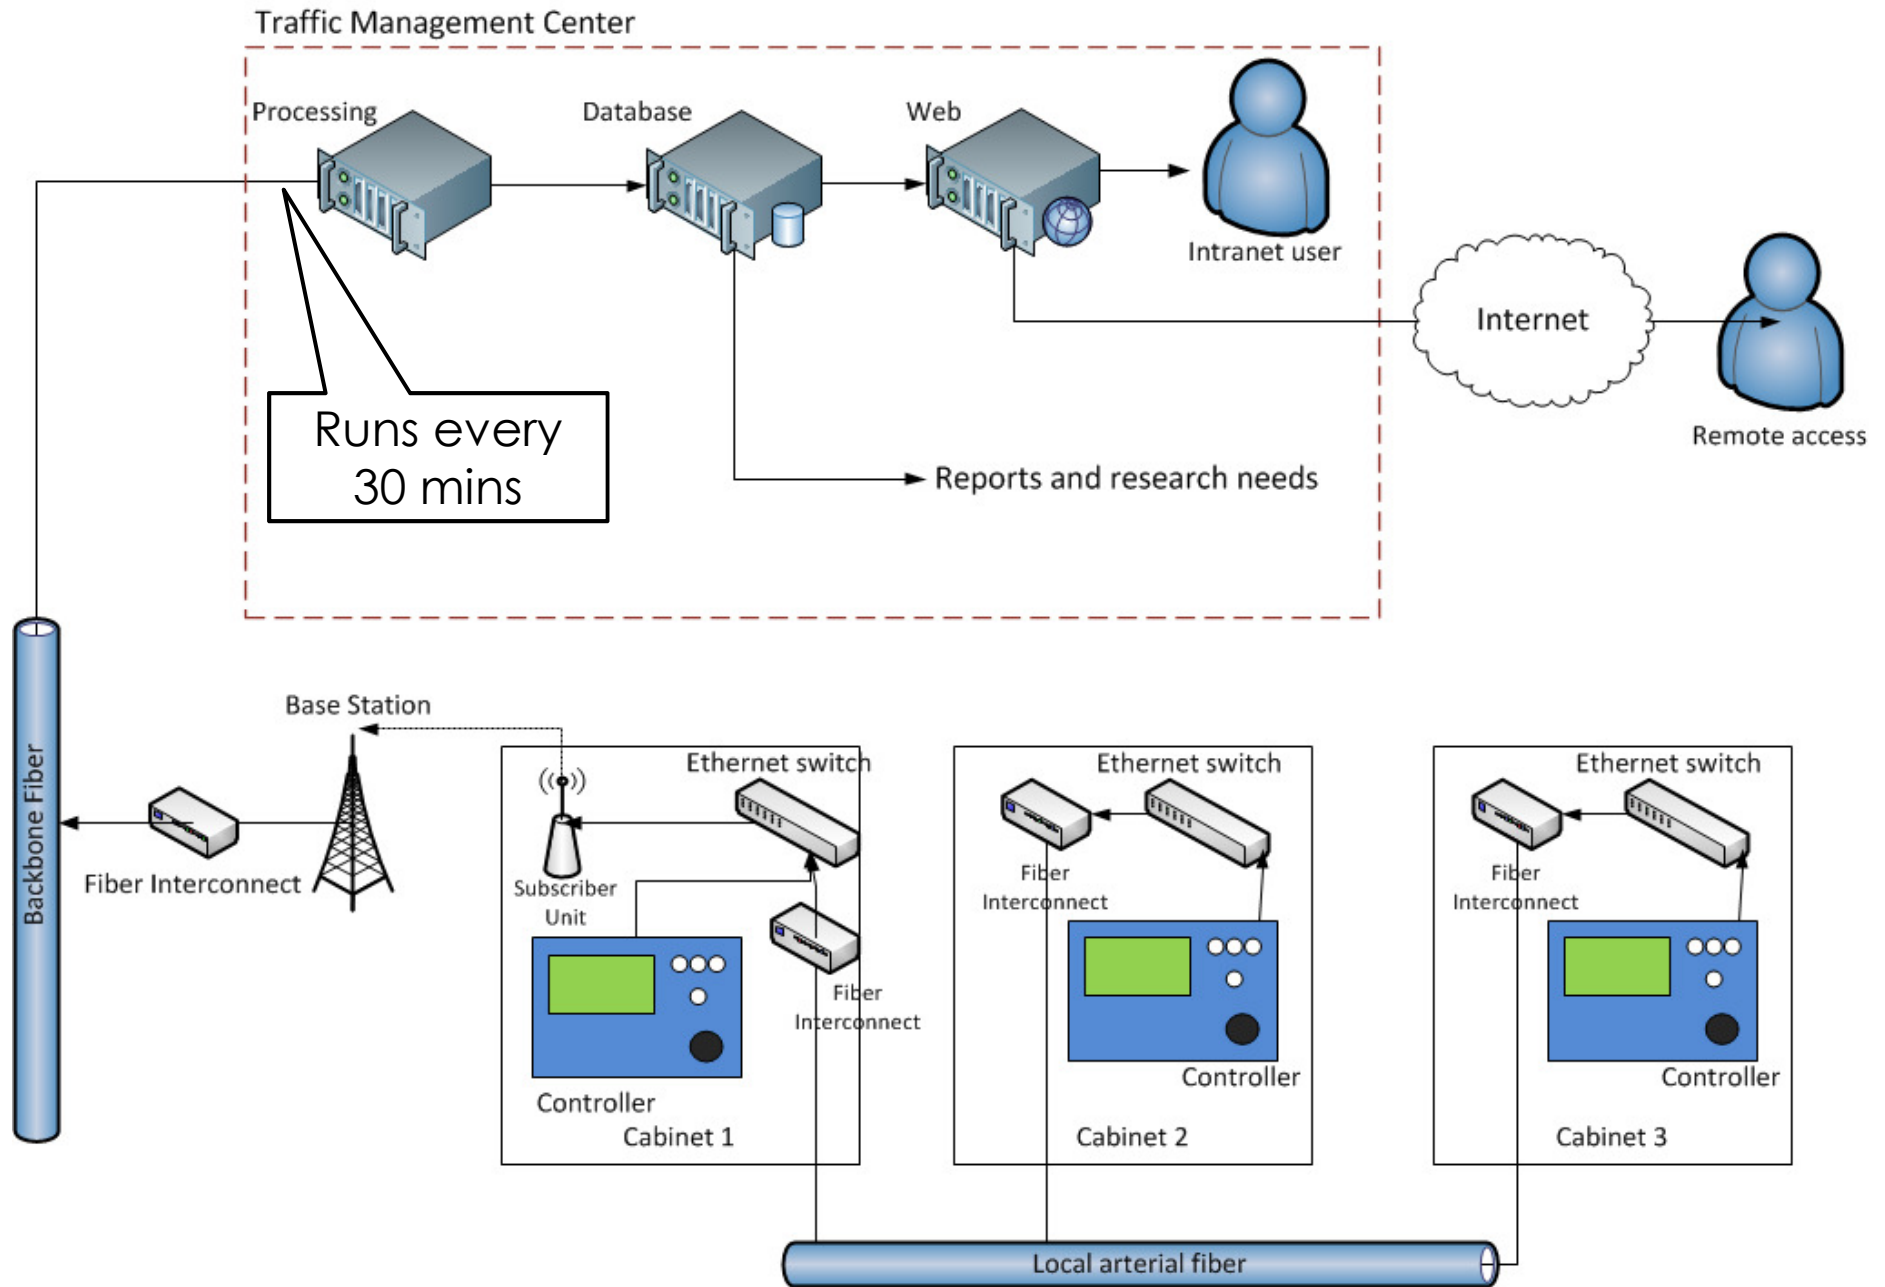 Traffic Management Center
Processing
Database
Web
Intranet user
Internet
Remote access
Runs every
30 mins
Reports and research needs
Backbone Fiber
Base Station
Fiber Interconnect
Ethernet switch
Subscriber
Unit
Fiber
Interconnect
Controller
Cabinet 1
Ethernet switch
Fiber
Interconnect
Controller
Cabinet 2
Ethernet switch
Fiber
Interconnect
Controller
Cabinet 3
Local arterial fiber